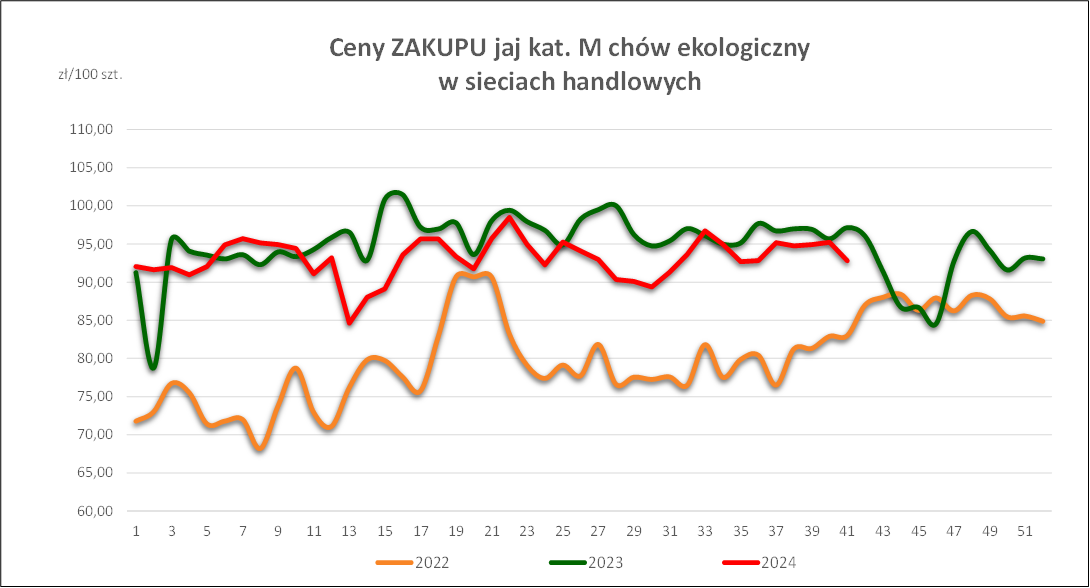 Ceny ZAKUPU jaj kat. M chów ekologiczny
w sieciach handlowych
zł/100 szt.
110,00
105,00
100,00
95,00
90,00
85,00
80,00
75,00
70,00
65,00
60,00
1 3 5 7 9 11 13 15 17 19 21 23 25 27 29 31 33 35 37 39 41 43 45 47 49 51
2022 2023 2024